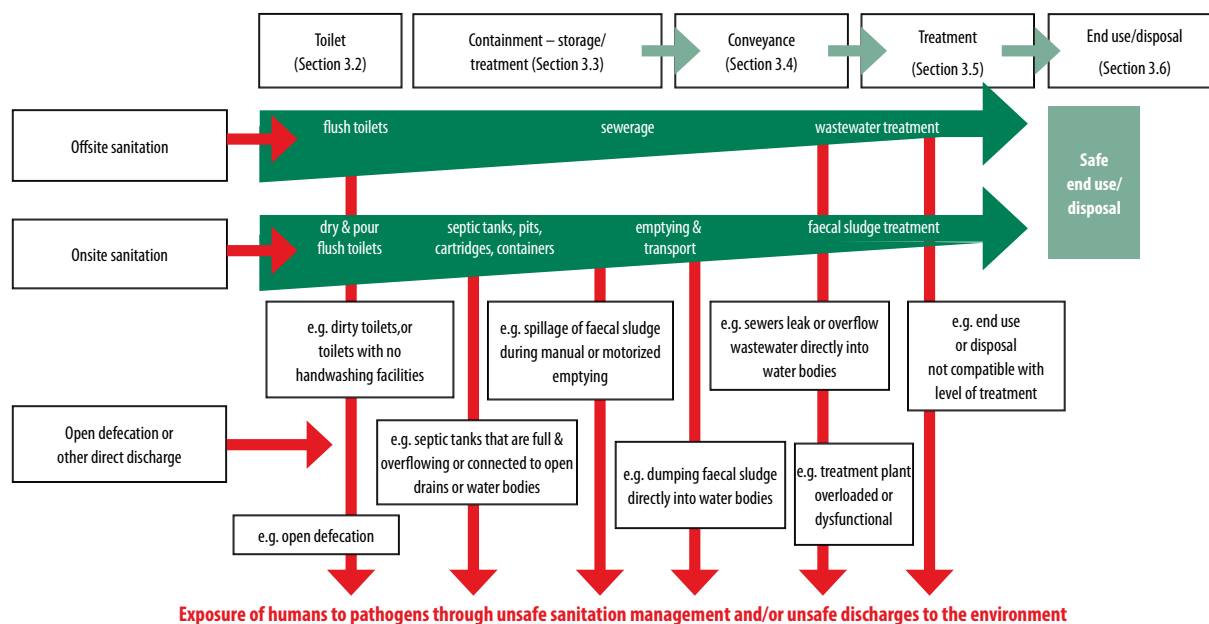 Toilet
(Section 3.2)
Containment – storage/
treatment (Section 3.3)
Conveyance
(Section 3.4)
Treatment
(Section 3.5)
End use/disposal
(Section 3.6)
Offsite sanitation
flush toilets
sewerage
wastewater treatment
Safe
end use/
disposal
Onsite sanitation
dry & pour
flush toilets
septic tanks, pits,
cartridges, containers
emptying &
transport
faecal sludge treatment
e.g. dirty toilets,or
toilets with no
handwashing facilities
e.g. spillage of faecal sludge
during manual or motorized
emptying
e.g. sewers leak or overflow
wastewater directly into
water bodies
e.g. end use
or disposal
not compatible with
level of treatment
Open defecation or
other direct discharge
e.g. septic tanks that are full &
overflowing or connected to open
drains or water bodies
e.g. dumping faecal sludge
directly into water bodies
e.g. treatment plant
overloaded or
dysfunctional
e.g. open defecation
Exposure of humans to pathogens through unsafe sanitation management and/or unsafe discharges to the environment